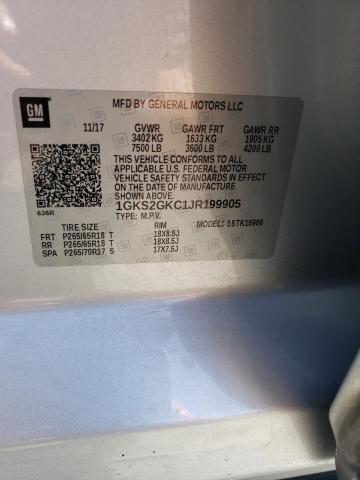 GM
MFD BY GENERAL MOTORS LLC
11/17 GVWR GAWR FRT GAWR RR
3402 KG 1633 KG 1905 KG
7500 LB 3600 LB 4200 LB
THIS VEHICLE CONFORMS TO ALL
APPLICABLE U.S. FEDERAL MOTOR
VEHICLE SAFETY STANDARDS IN
EFFECT ON THE DATE OF MANUFACTURE
SHOWN ABOVE.
1GKS2GKC1JR199905
TYPE: M.P.V. MODEL: 15TK15906
636R
TIRE SIZE RIM
FRT P265/65R18 T 18X8.5J
RR P265/65R18 T 18X8.5J
SPA P265/70R17 S 17X7.5J